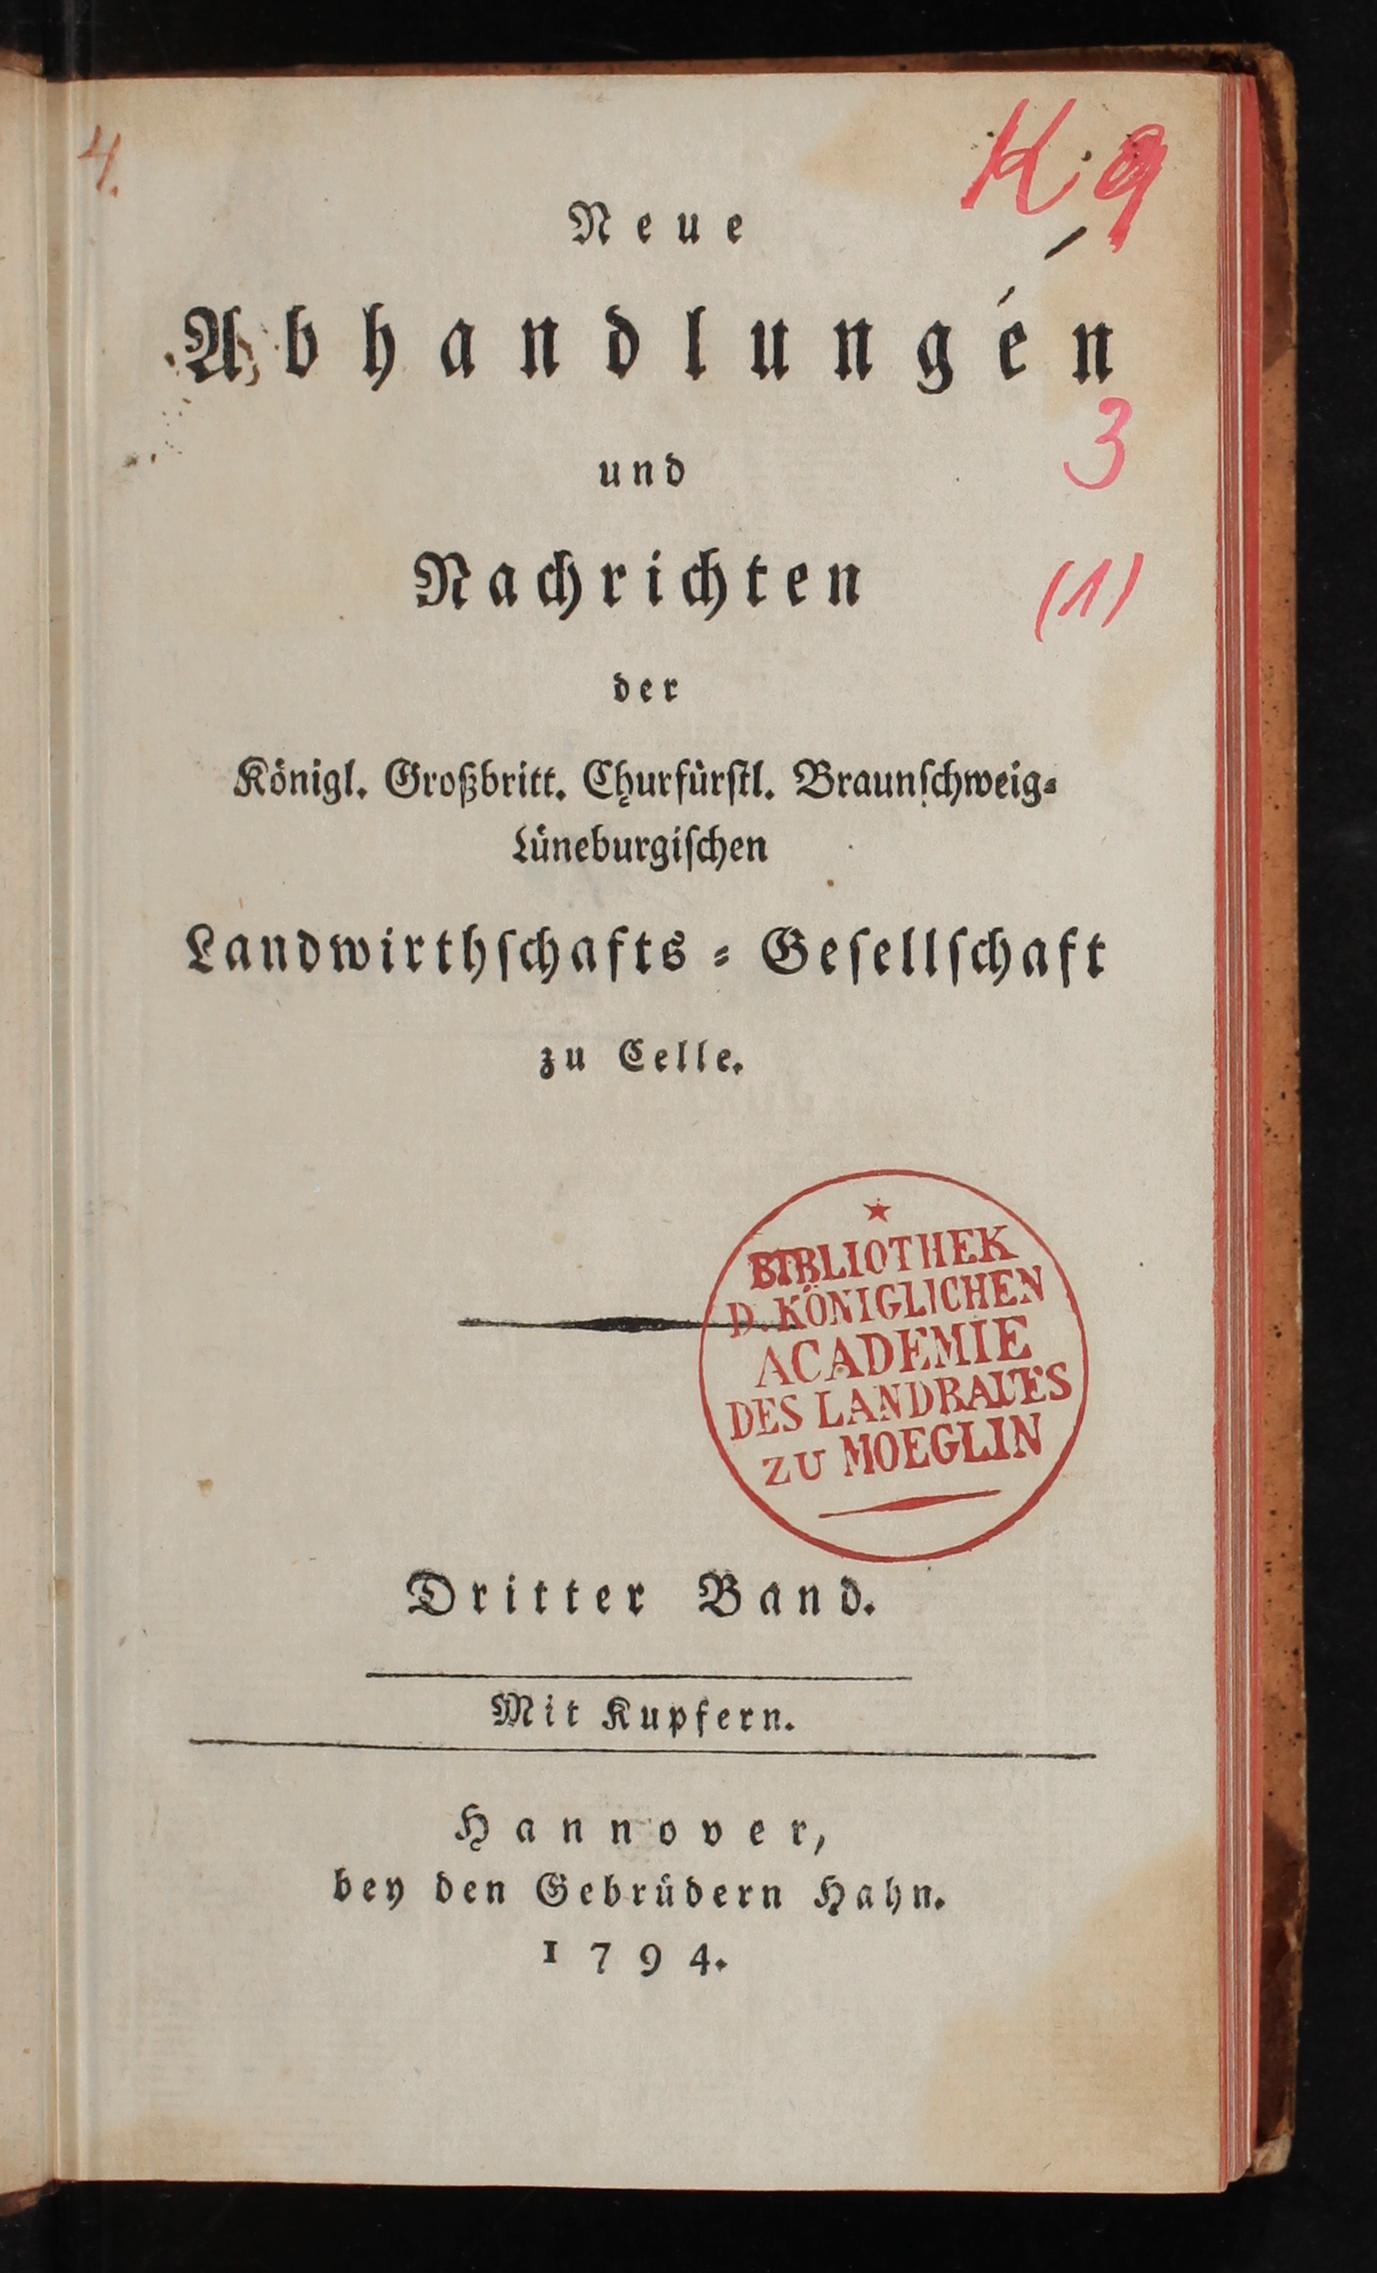 4.
K. 9
Neue
Abhandlungen
und
3
Nachrichten
(1)
der
Königl. Großbritt. Churfürstl. Braunschweig-
Lüneburgischen
Landwirthschafts-Gesellschaft
zu Celle.
BIBLIOTHEK
D. KÖNIGLICHEN
ACADEMIE
DES LANDBAUES
ZU MOEGLIN
Dritter Band.
Mit Kupfern.
Hannover,
bey den Gebrüdern Hahn.
1794.